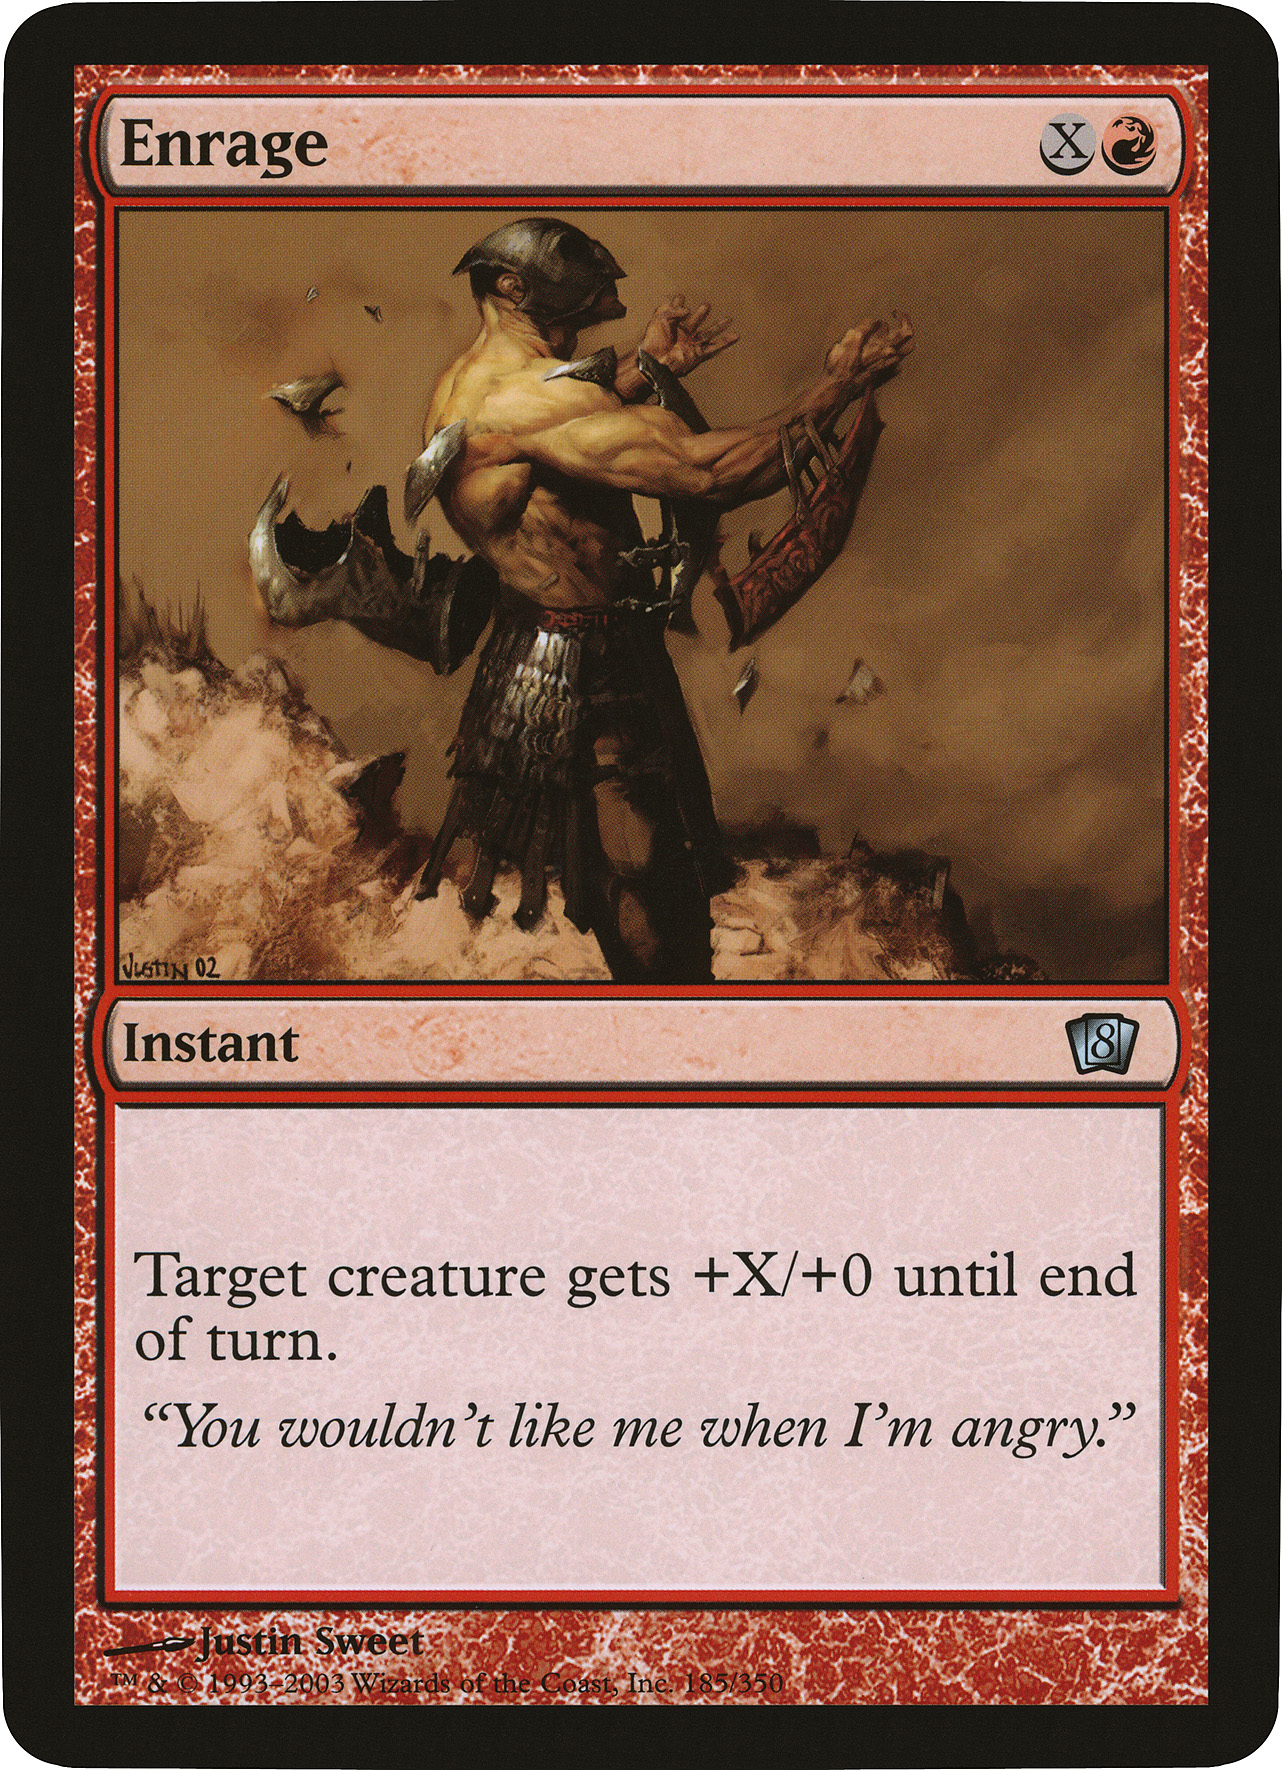 Enrage X
JUSTIN 02
Instant 8
Target creature gets +X/+0 until end
of turn.
“You wouldn’t like me when I’m angry.”
Justin Sweet
™ & © 1993–2003 Wizards of the Coast, Inc. 185/350